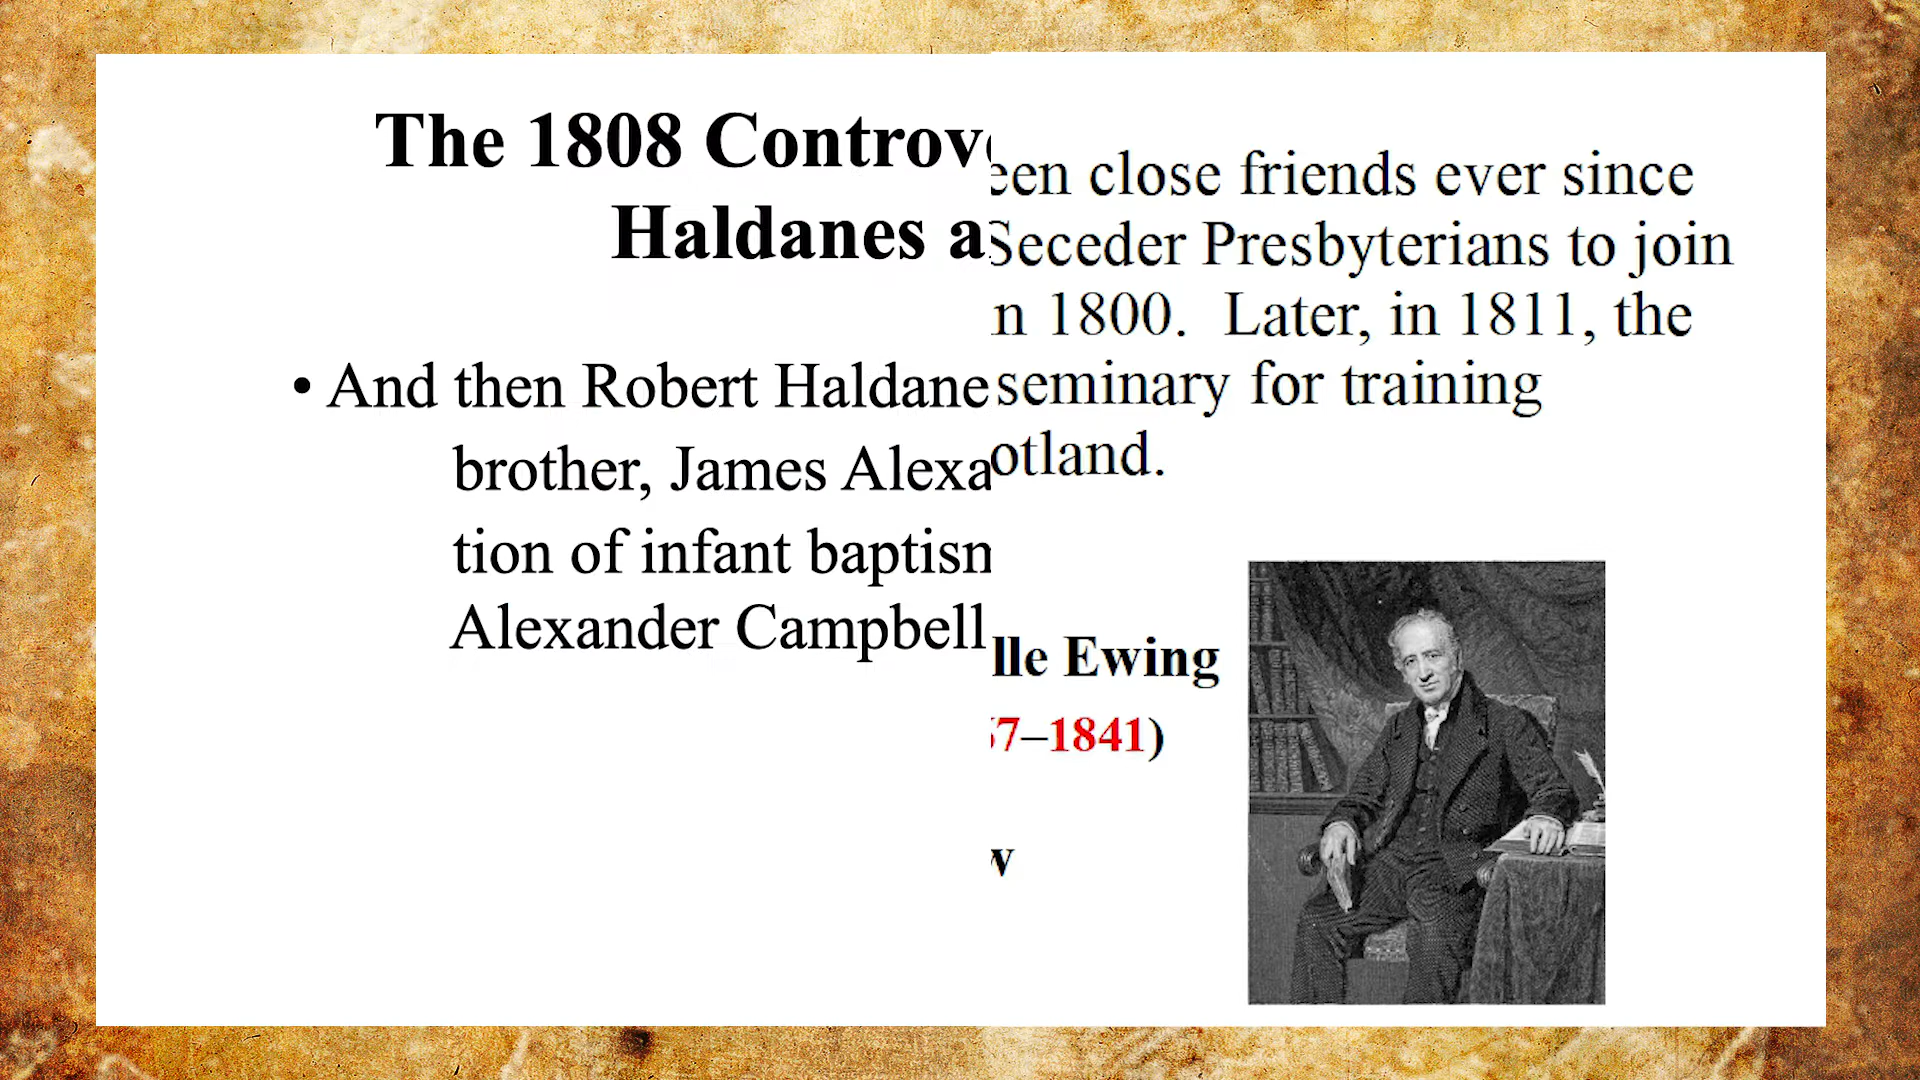 The 1808 Controv
Haldanes a
• And then Robert Haldane
brother, James Alexa
tion of infant baptism
Alexander Campbell
een close friends ever since
Seceder Presbyterians to join
n 1800. Later, in 1811, the
seminary for training
otland.
lle Ewing
7–1841)
w